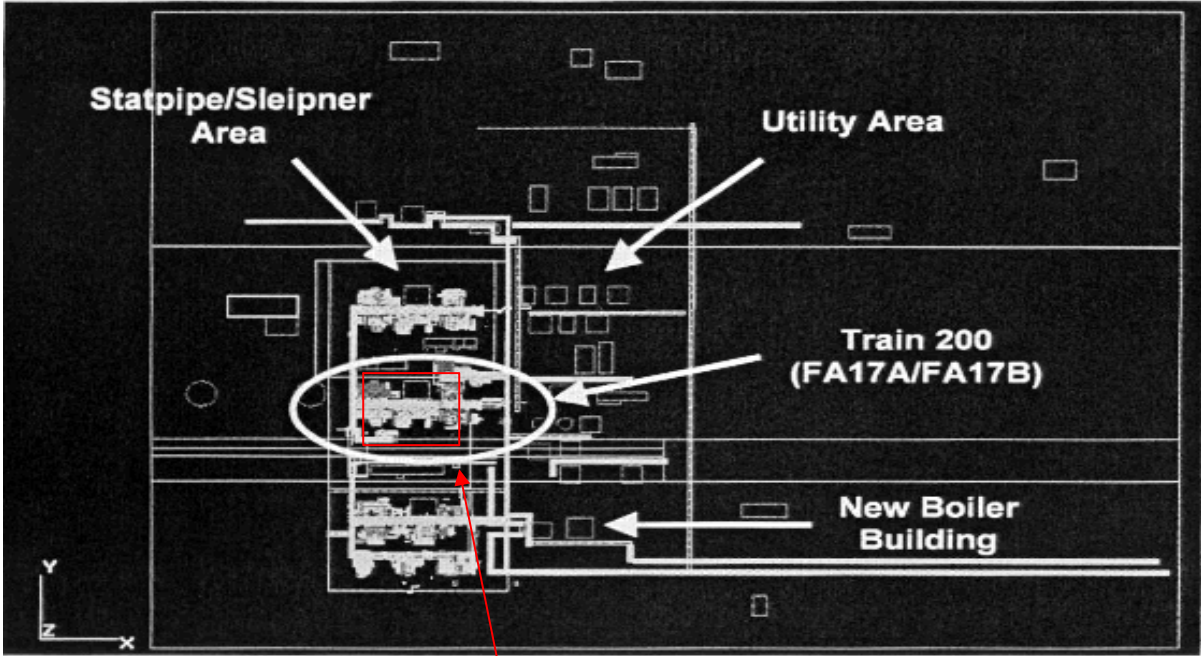 Statpipe/Sleipner
Area
Utility Area
Train 200
(FA17A/FA17B)
New Boiler
Building
Y
Z
X